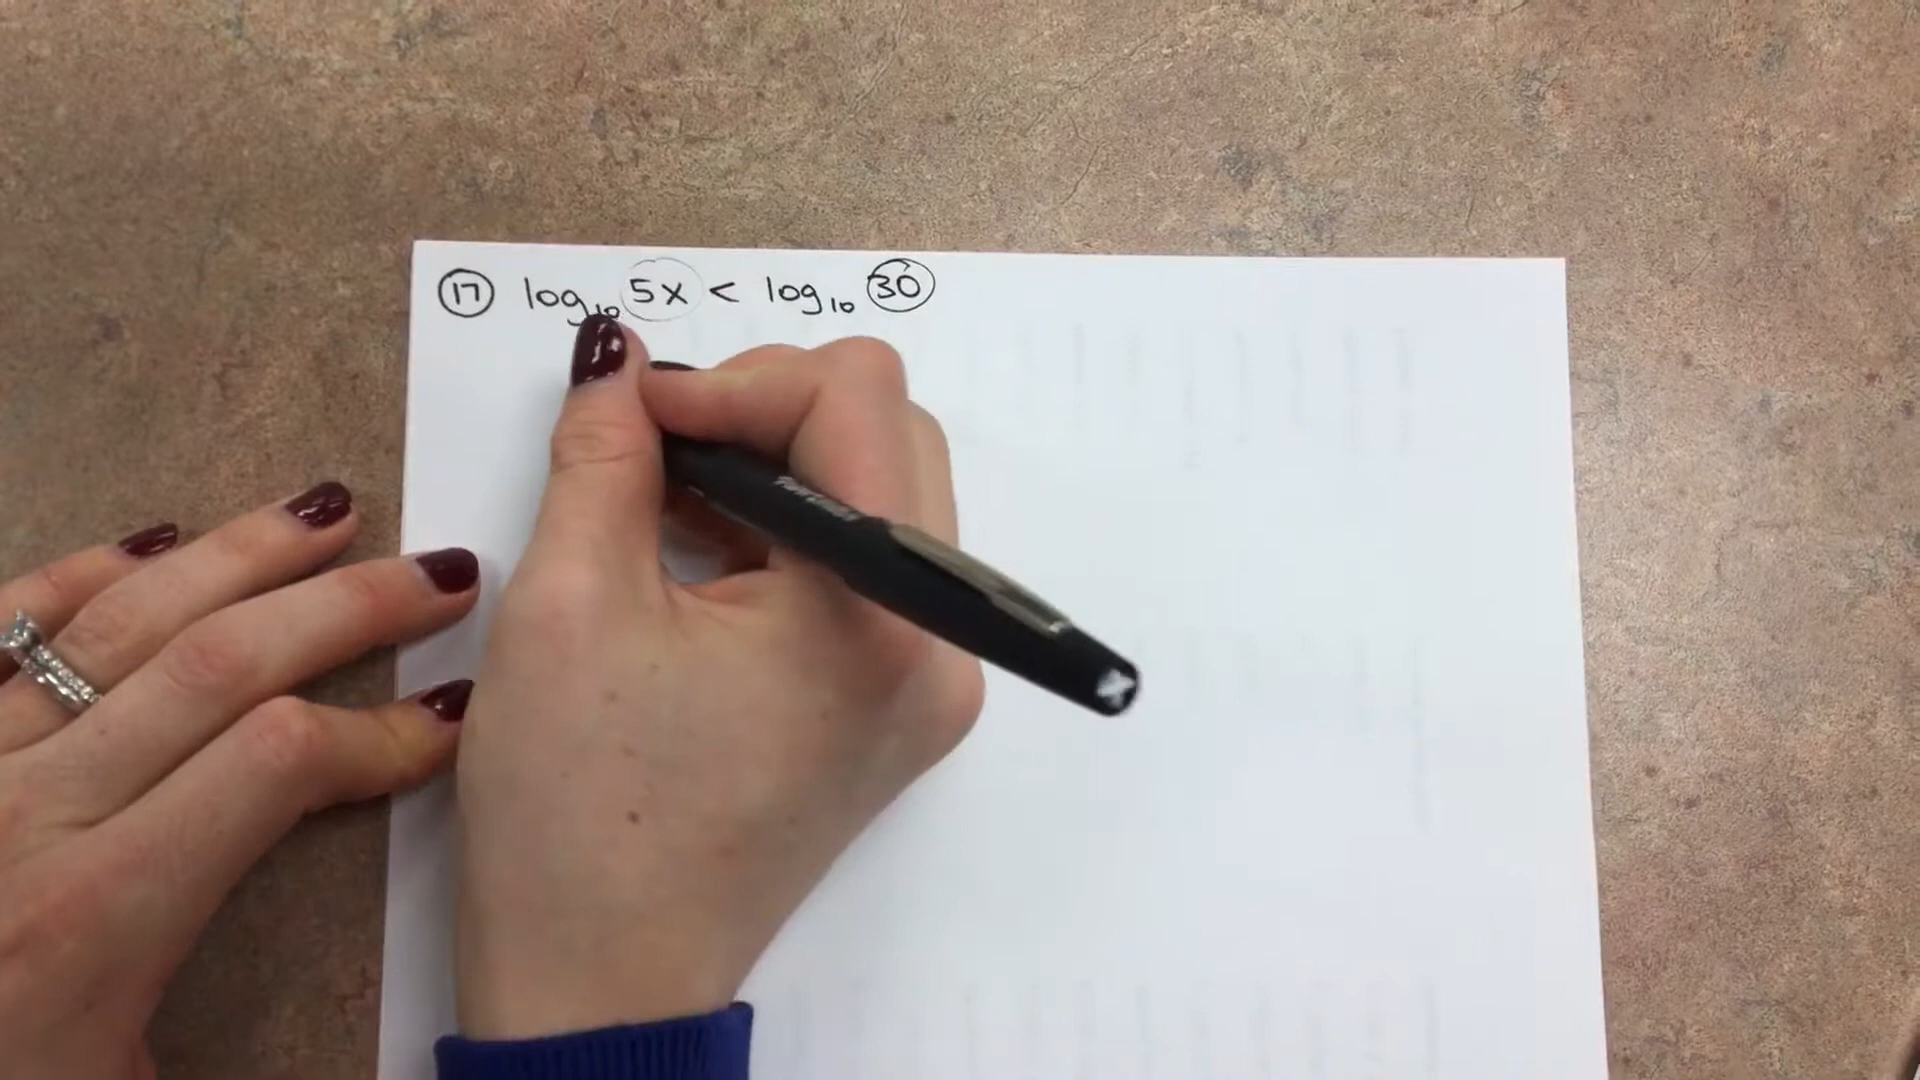 ⑰ log₁₀ 5x < log₁₀ 30